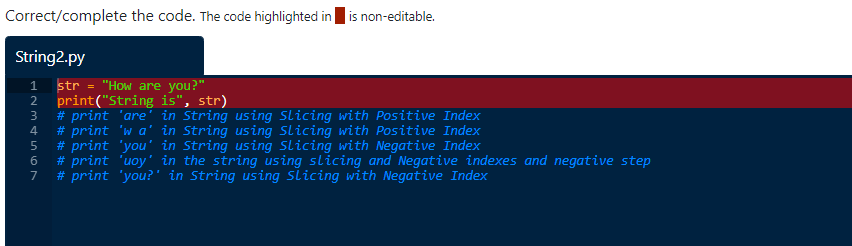 Correct/complete the code. The code highlighted in is non-editable.
String2.py
1 str = "How are you?"
2 print("String is", str)
3 # print 'are' in String using Slicing with Positive Index
4 # print 'w a' in String using Slicing with Positive Index
5 # print 'you' in String using Slicing with Negative Index
6 # print 'uoy' in the string using slicing and Negative indexes and negative step
7 # print 'you?' in String using Slicing with Negative Index